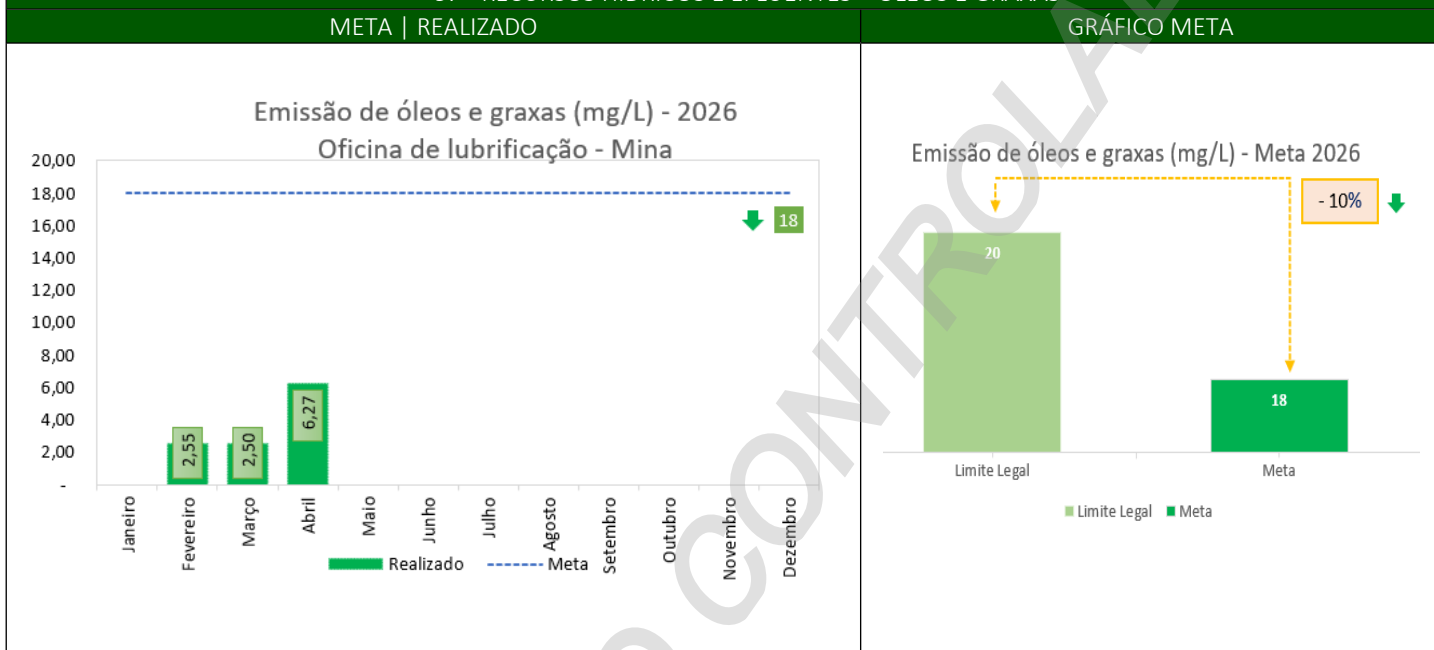 META | REALIZADO
GRÁFICO META
Emissão de óleos e graxas (mg/L) - 2026
Oficina de lubrificação - Mina
20,00
18,00
16,00
14,00
12,00
10,00
8,00
6,00
4,00
2,00
-
18
2,55
2,50
6,27
Janeiro
Fevereiro
Março
Abril
Maio
Junho
Julho
Agosto
Setembro
Outubro
Novembro
Dezembro
Realizado
Meta
Emissão de óleos e graxas (mg/L) - Meta 2026
- 10%
20
18
Limite Legal
Meta
Limite Legal
Meta